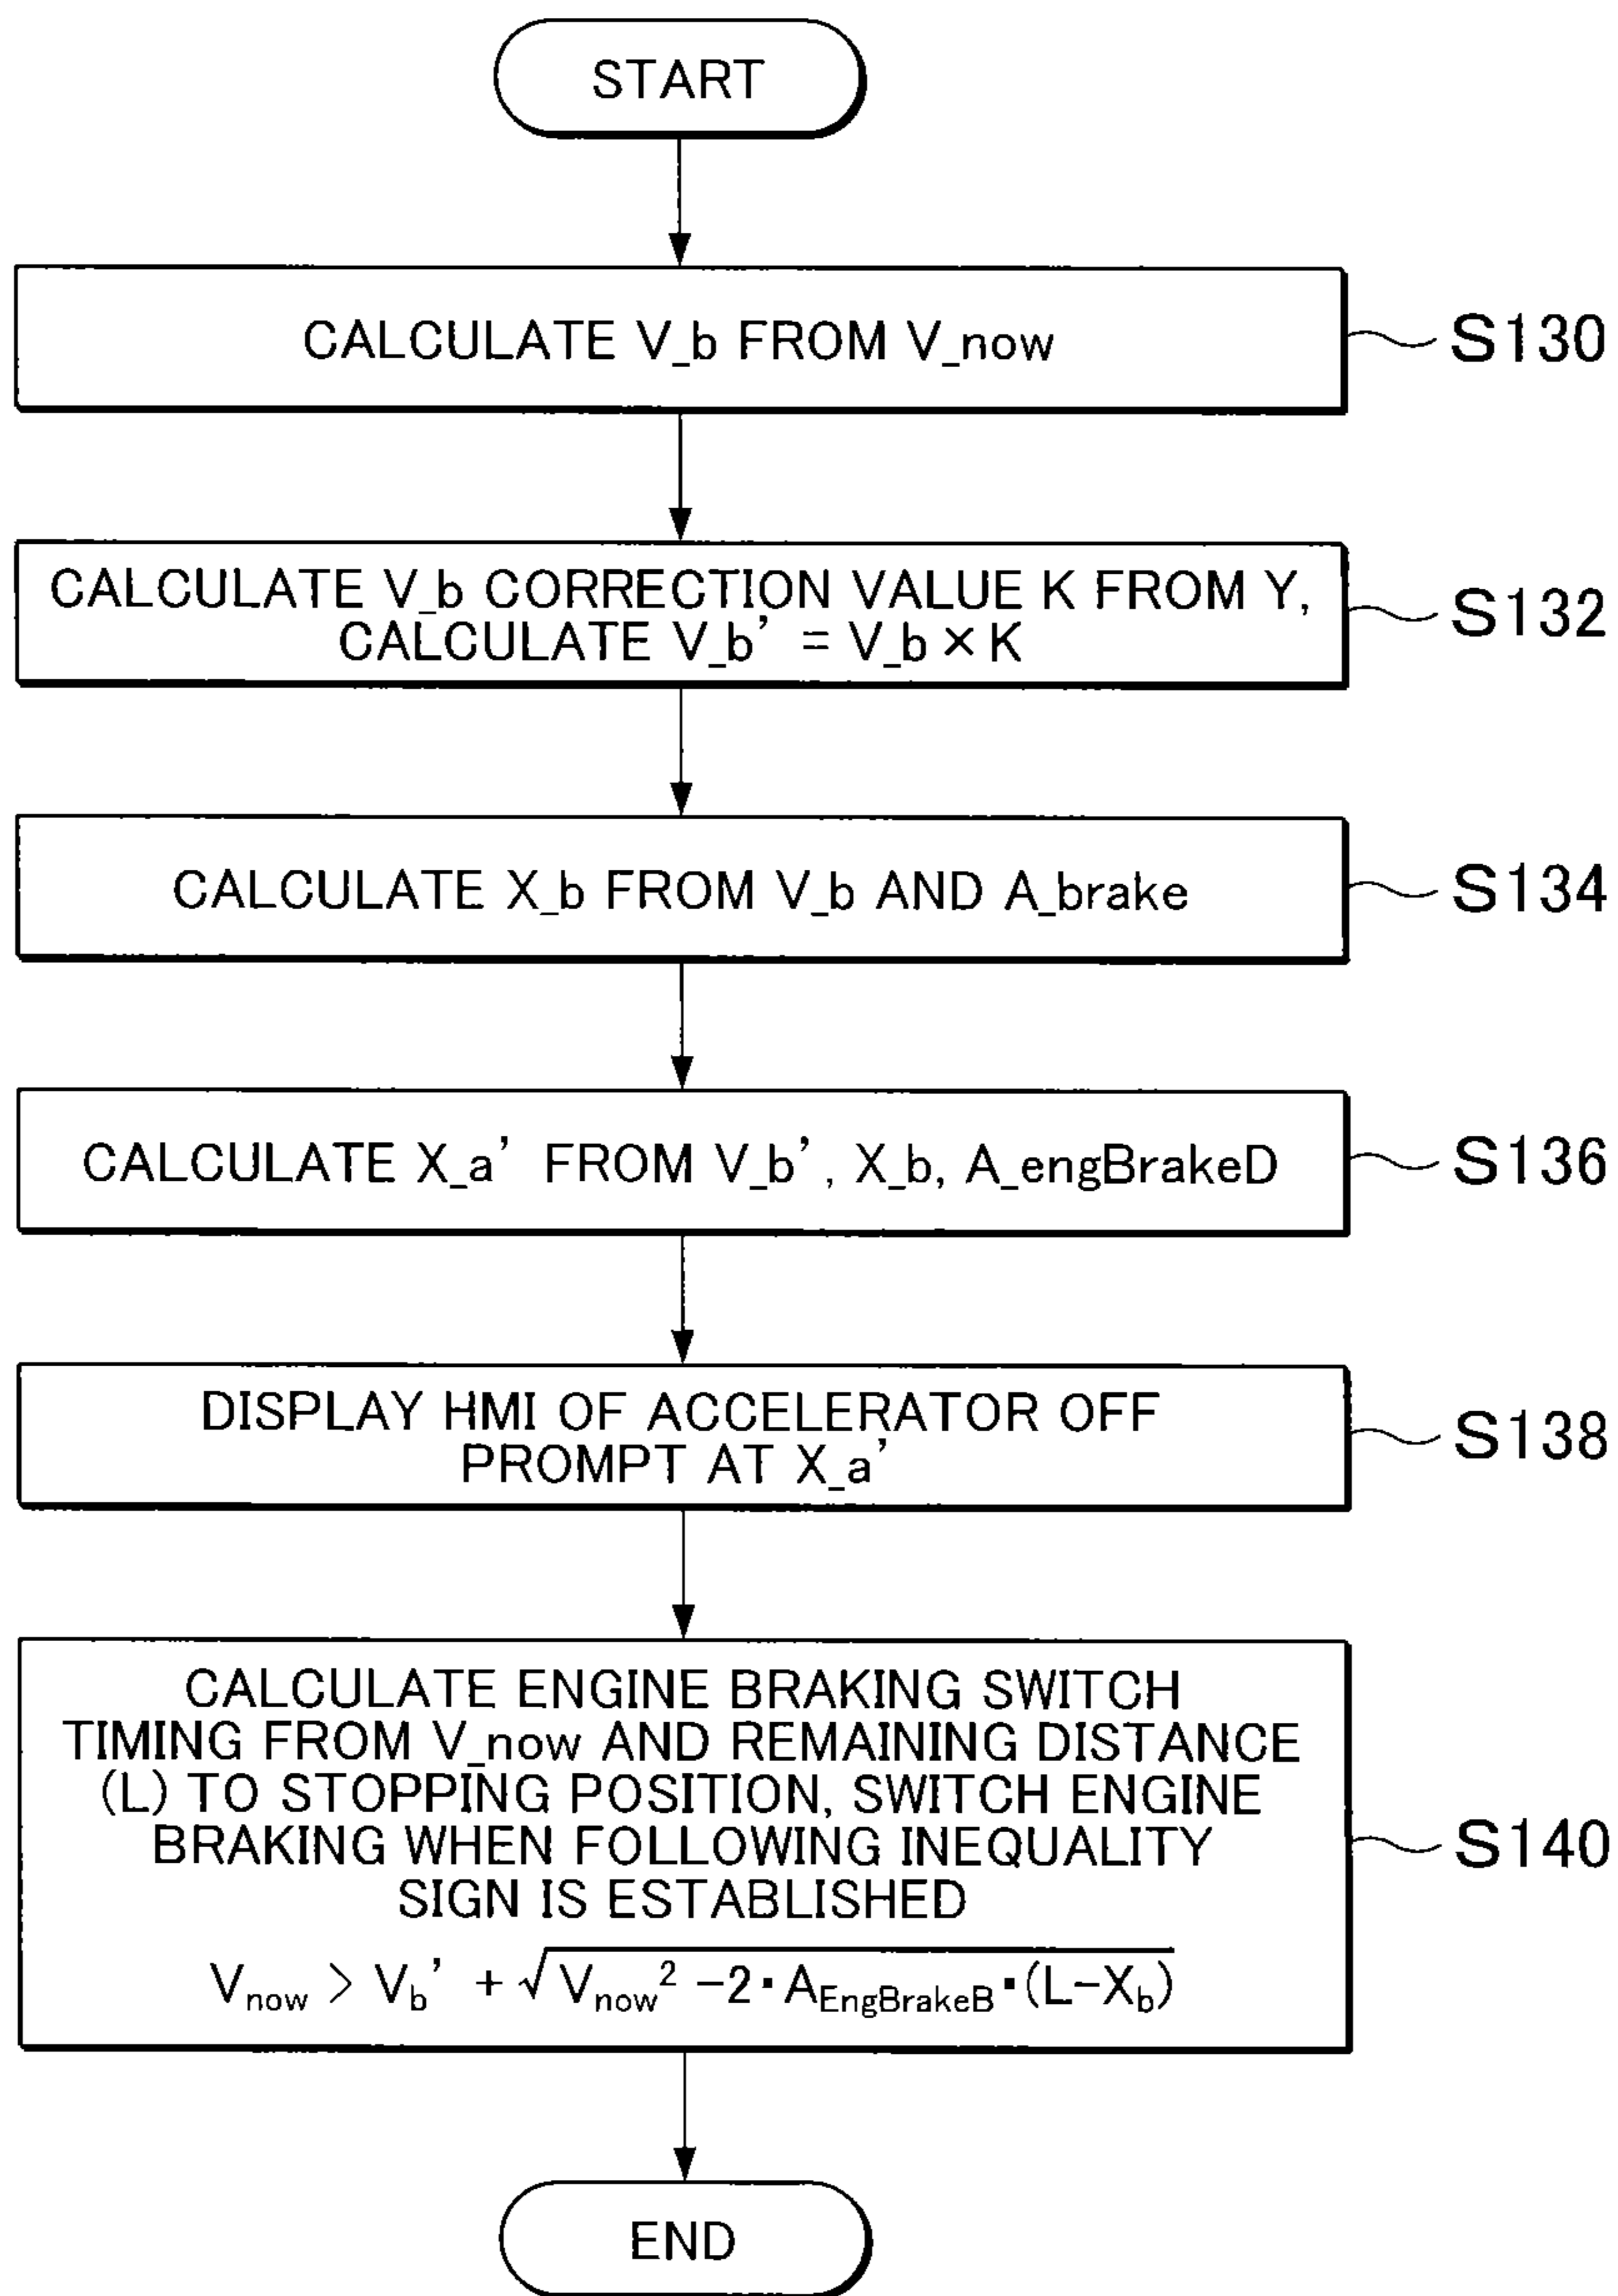 START
CALCULATE V_b FROM V_now
S130
CALCULATE V_b CORRECTION VALUE K FROM Y,
CALCULATE V_b' = V_b × K
S132
CALCULATE X_b FROM V_b AND A_brake
S134
CALCULATE X_a' FROM V_b', X_b, A_engBrakeD
S136
DISPLAY HMI OF ACCELERATOR OFF
PROMPT AT X_a'
S138
CALCULATE ENGINE BRAKING SWITCH
TIMING FROM V_now AND REMAINING DISTANCE
(L) TO STOPPING POSITION, SWITCH ENGINE
BRAKING WHEN FOLLOWING INEQUALITY
SIGN IS ESTABLISHED
V_now > V_b' + √(V_now² −2・A_EngBrakeB・(L−X_b))
S140
END